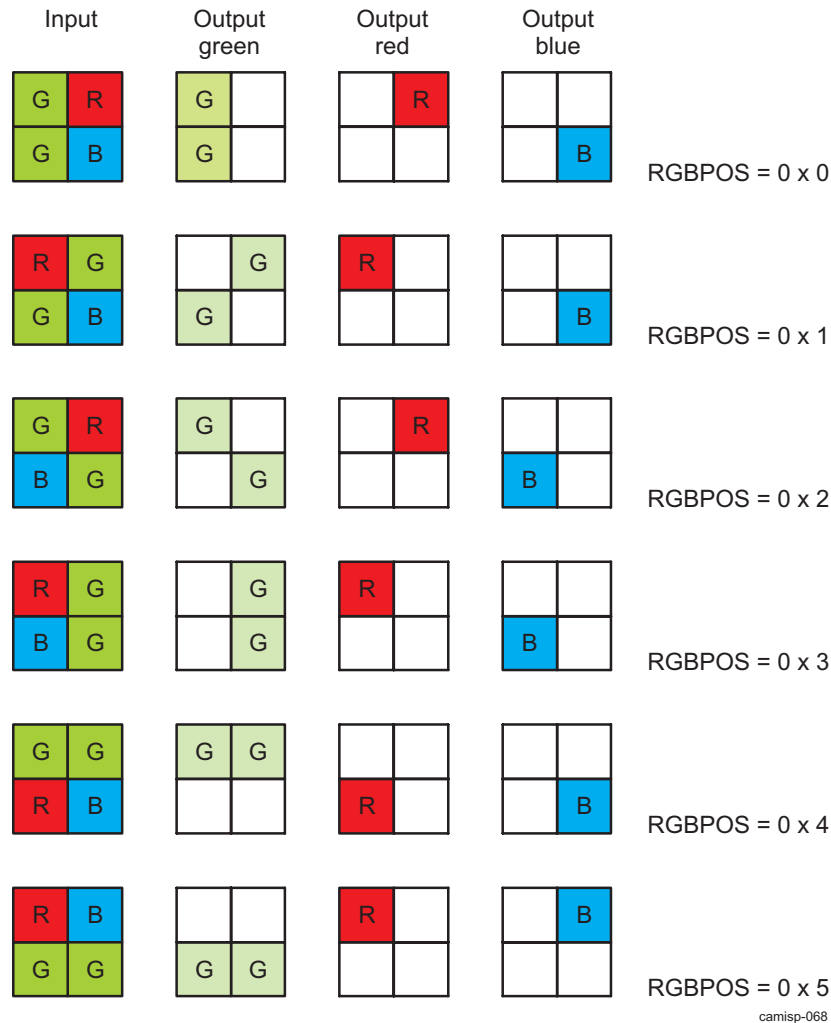 Input Output green Output red Output blue
G R G R
G B G B
RGBPOS = 0 x 0
R G G R
G B G B
RGBPOS = 0 x 1
G R G R
B G G B
RGBPOS = 0 x 2
R G G R
B G G B
RGBPOS = 0 x 3
G G G G
R B R B
RGBPOS = 0 x 4
R B R B
G G G G
RGBPOS = 0 x 5
camisp-068